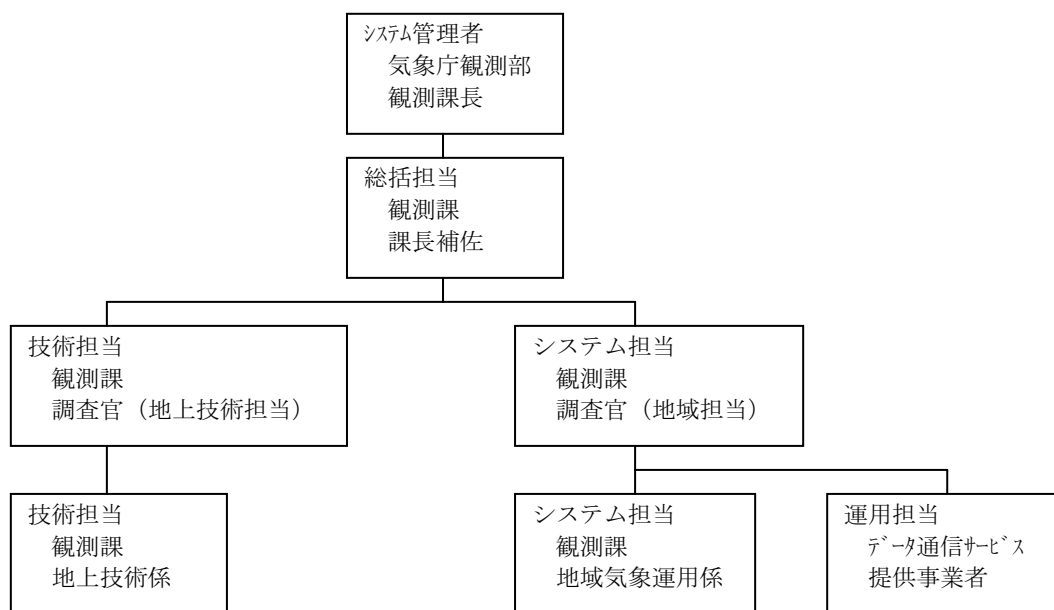 ｼｽﾃﾑ管理者
気象庁観測部
観測課長
総括担当
観測課
課長補佐
技術担当
観測課
調査官（地上技術担当）
システム担当
観測課
調査官（地域担当）
技術担当
観測課
地上技術係
システム担当
観測課
地域気象運用係
運用担当
ﾃﾞｰﾀ通信ｻｰﾋﾞｽ
提供事業者